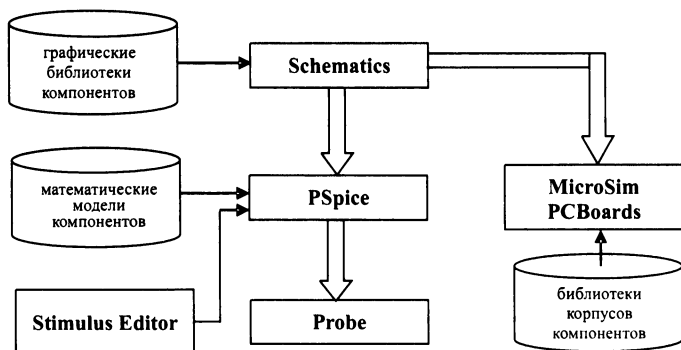 графические
библиотеки
компонентов
Schematics
математические
модели
компонентов
PSpice
MicroSim
PCBoards
Stimulus Editor
Probe
библиотеки
корпусов
компонентов